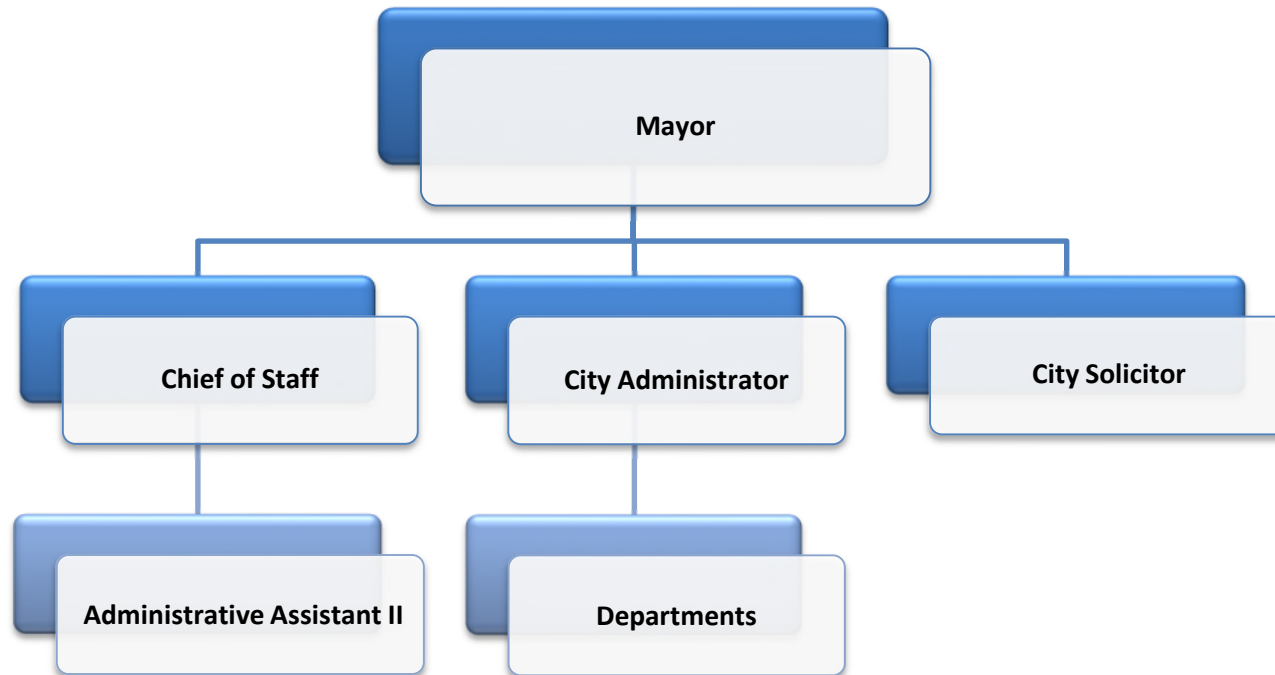 Mayor
Chief of Staff
City Administrator
City Solicitor
Administrative Assistant II
Departments